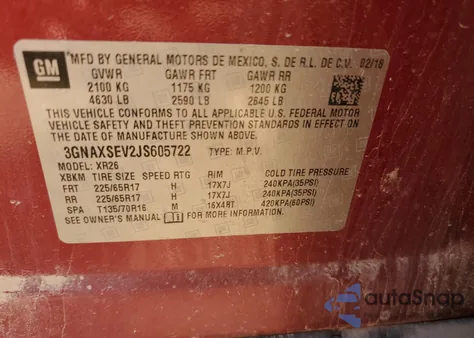 GM
*MFD BY GENERAL MOTORS DE MEXICO, S. DE R.L. DE C.V. 02/18
GVWR GAWR FRT GAWR RR
2100 KG 1175 KG 1200 KG
4630 LB 2590 LB 2645 LB
THIS VEHICLE CONFORMS TO ALL APPLICABLE U.S. FEDERAL MOTOR
VEHICLE SAFETY, BUMPER, AND THEFT PREVENTION STANDARDS IN
EFFECT ON THE DATE OF MANUFACTURE SHOWN ABOVE.
3GNAXSEV2JS605722 TYPE: M.P.V.
MODEL: XR26
XBKM TIRE SIZE SPEED RTG RIM COLD TIRE PRESSURE
FRT 225/65R17 H 17X7J 240KPA(35PSI)
RR 225/65R17 H 17X7J 240KPA(35PSI)
SPA T135/70R16 M 16X4BT 420KPA(60PSI)
SEE OWNER'S MANUAL FOR MORE INFORMATION.
autoSnap